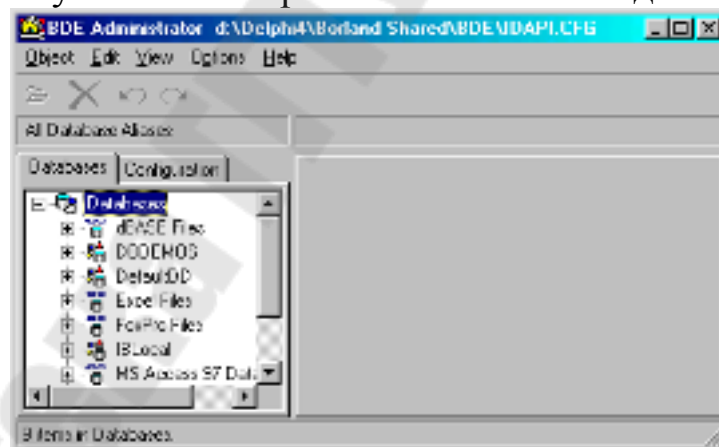 BDE Administrator d:\Delphi4\Borland Shared\BDE\IDAPI.CFG
Object Edit View Options Help
All Database Aliases
Databases Configuration
Databases
dBASE Files
DBDEMOS
DefaultDD
Excel Files
FoxPro Files
IBLocal
MS Access 97 Dat
9 items in Databases.